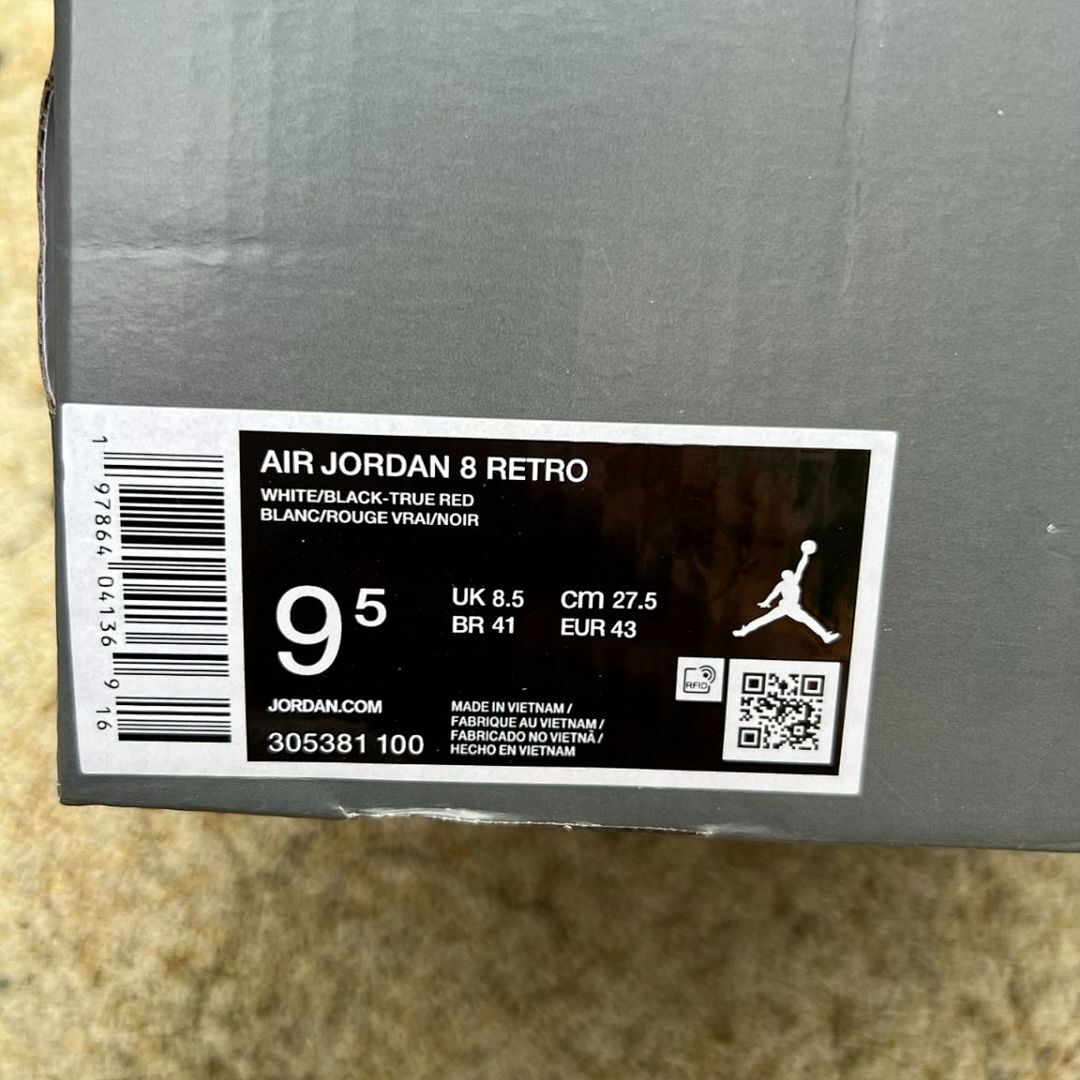 AIR JORDAN 8 RETRO
WHITE/BLACK-TRUE RED
BLANC/ROUGE VRAI/NOIR
9 5
UK 8.5 cm 27.5
BR 41 EUR 43
JORDAN.COM
305381 100
MADE IN VIETNAM /
FABRIQUE AU VIETNAM /
FABRICADO NO VIETNÃ /
HECHO EN VIETNAM
RFID
1 97864 04136 9 16